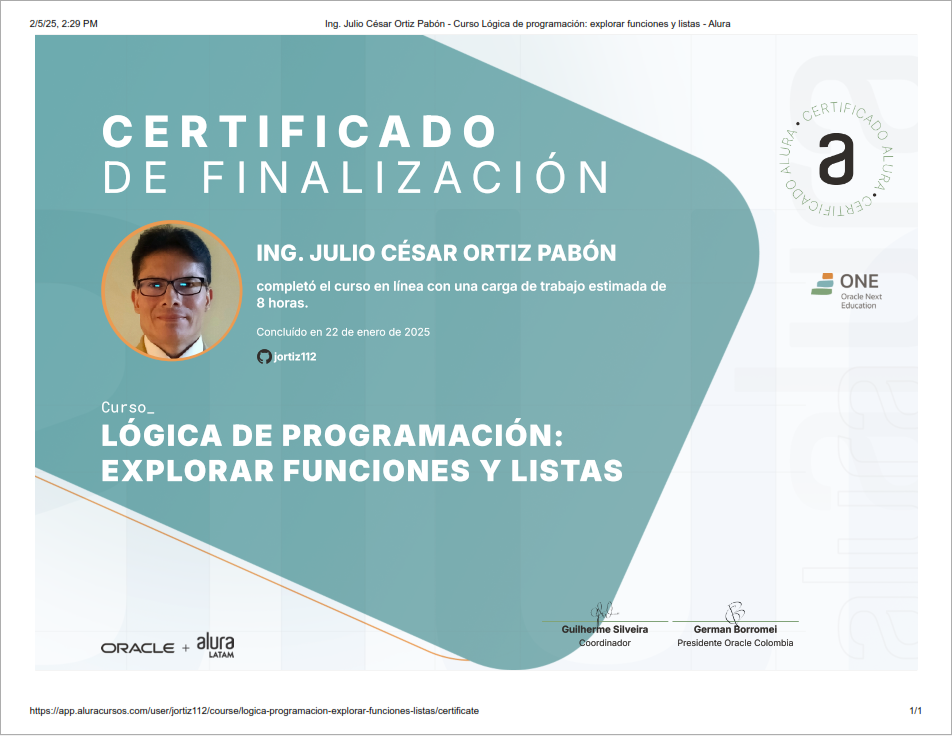 2/5/25, 2:29 PM
Ing. Julio César Ortiz Pabón - Curso Lógica de programación: explorar funciones y listas - Alura
CERTIFICADO
DE FINALIZACIÓN
CERTIFICADO ALURA • CERTIFICADO ALURA •
a
ING. JULIO CÉSAR ORTIZ PABÓN
completó el curso en línea con una carga de trabajo estimada de
8 horas.
Concluído en 22 de enero de 2025
jortiz112
ONE
Oracle Next
Education
Curso_
LÓGICA DE PROGRAMACIÓN:
EXPLORAR FUNCIONES Y LISTAS
ORACLE + alura
LATAM
Guilherme Silveira
Coordinador
German Borromei
Presidente Oracle Colombia
alura
alura
https://app.aluracursos.com/user/jortiz112/course/logica-programacion-explorar-funciones-listas/certificate
1/1